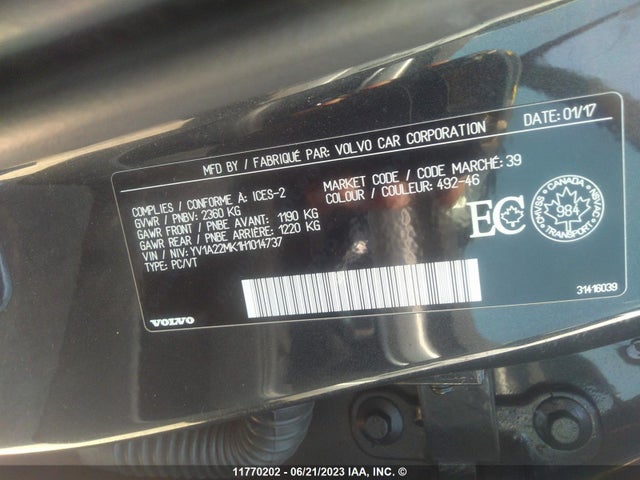 MFD BY / FABRIQUÉ PAR: VOLVO CAR CORPORATION DATE: 01/17
COMPLIES / CONFORME À: ICES-2
GVWR / PNBV: 2360 KG
GAWR FRONT / PNBE AVANT: 1190 KG
GAWR REAR / PNBE ARRIÈRE: 1220 KG
VIN / NIV: YV1A22MK1H1014737
TYPE: PC/VT
MARKET CODE / CODE MARCHÉ: 39
COLOUR / COULEUR: 492-46
EC
CANADA
CMVSS
NSVAC
984
TRANSPORT
31416039
VOLVO
11770202 - 06/21/2023 IAA, INC. ©